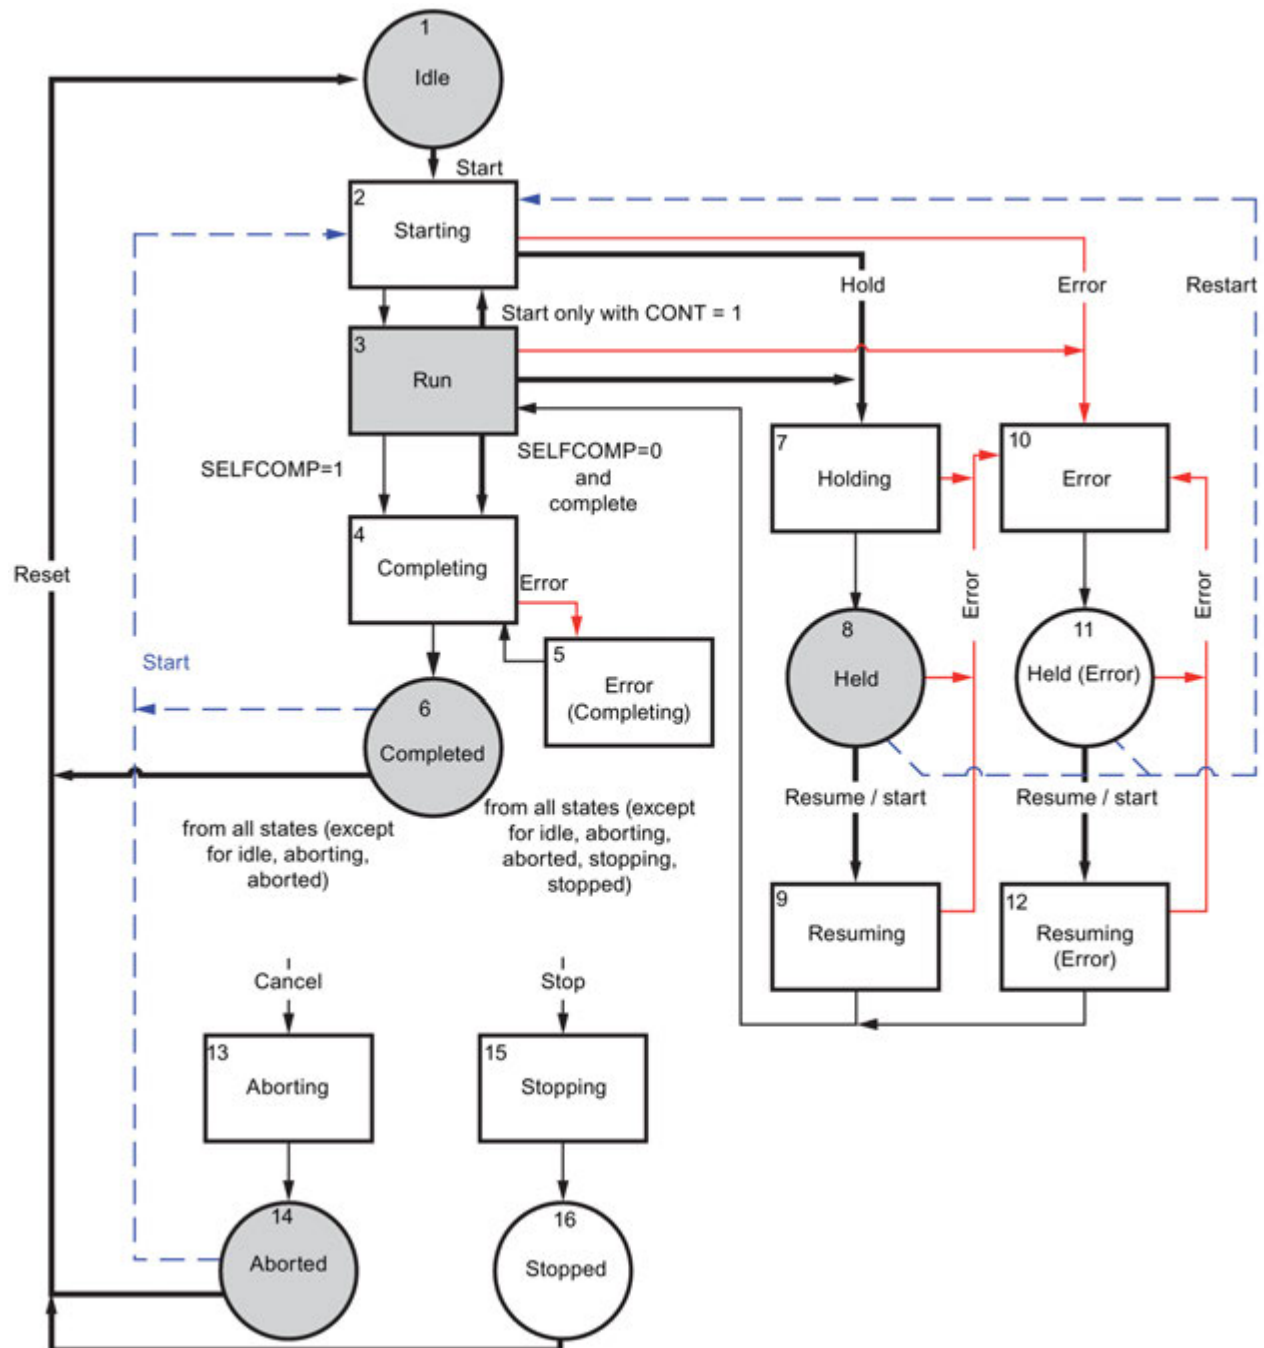 1
Idle
Start
2
Starting
Hold
Error
Restart
Start only with CONT = 1
3
Run
SELFCOMP=1
SELFCOMP=0
and
complete
7
Holding
10
Error
4
Completing
Error
Reset
Error
Error
5
Error
(Completing)
8
Held
11
Held (Error)
Start
6
Completed
Resume / start
Resume / start
from all states (except
for idle, aborting,
aborted)
from all states (except
for idle, aborting,
aborted, stopping,
stopped)
9
Resuming
12
Resuming
(Error)
Cancel
Stop
13
Aborting
15
Stopping
14
Aborted
16
Stopped